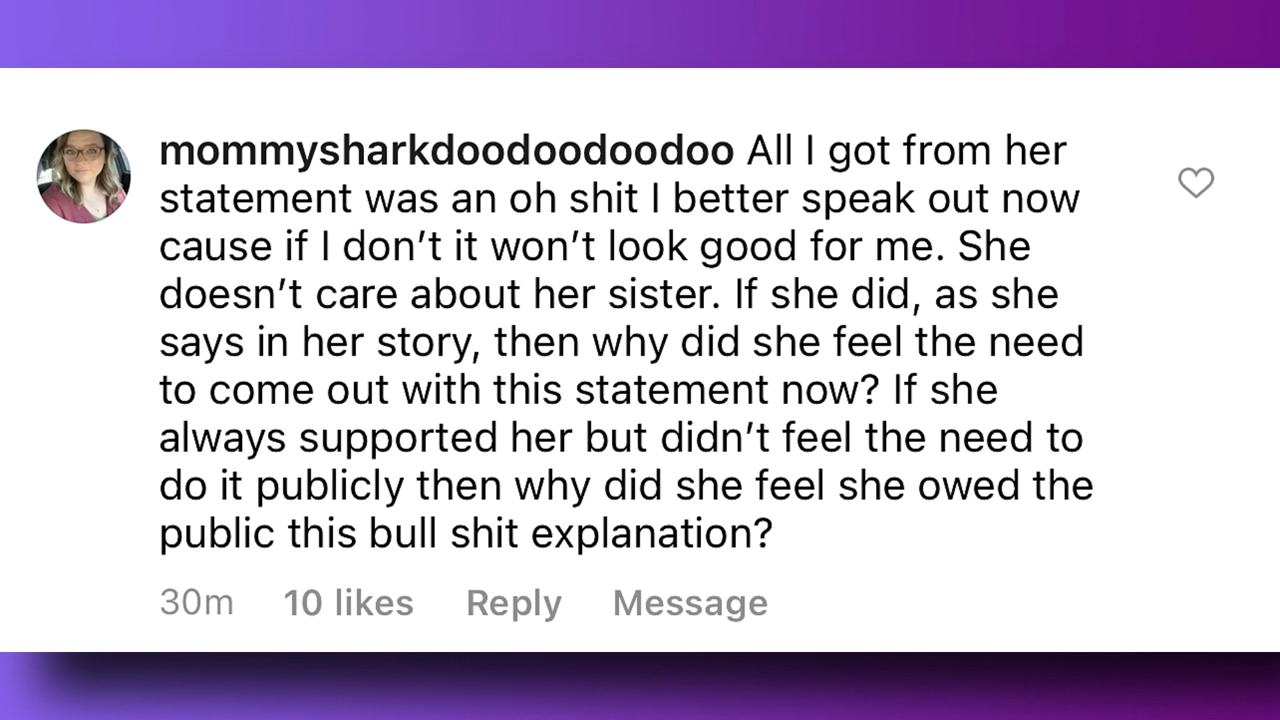 mommysharkdoodoodoodoo All I got from her
statement was an oh shit I better speak out now
cause if I don’t it won’t look good for me. She
doesn’t care about her sister. If she did, as she
says in her story, then why did she feel the need
to come out with this statement now? If she
always supported her but didn’t feel the need to
do it publicly then why did she feel she owed the
public this bull shit explanation?
30m 10 likes Reply Message